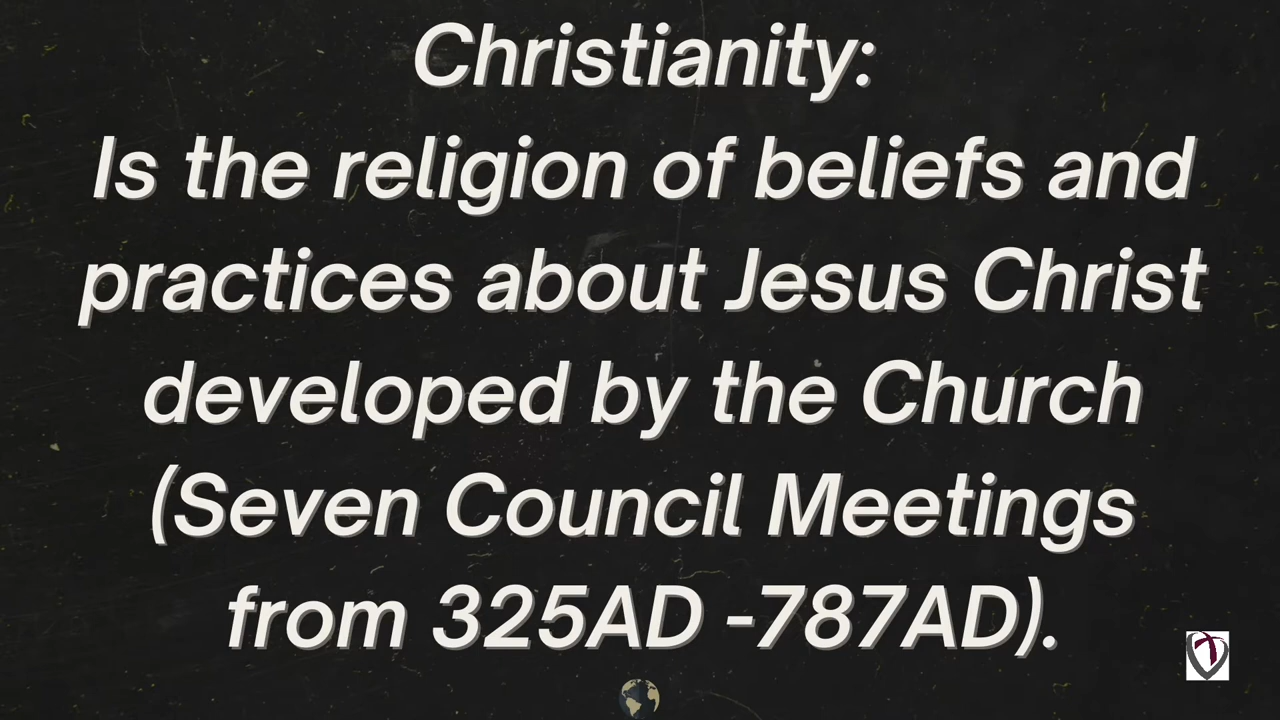 Christianity:
Is the religion of beliefs and
practices about Jesus Christ
developed by the Church
(Seven Council Meetings
from 325AD -787AD).